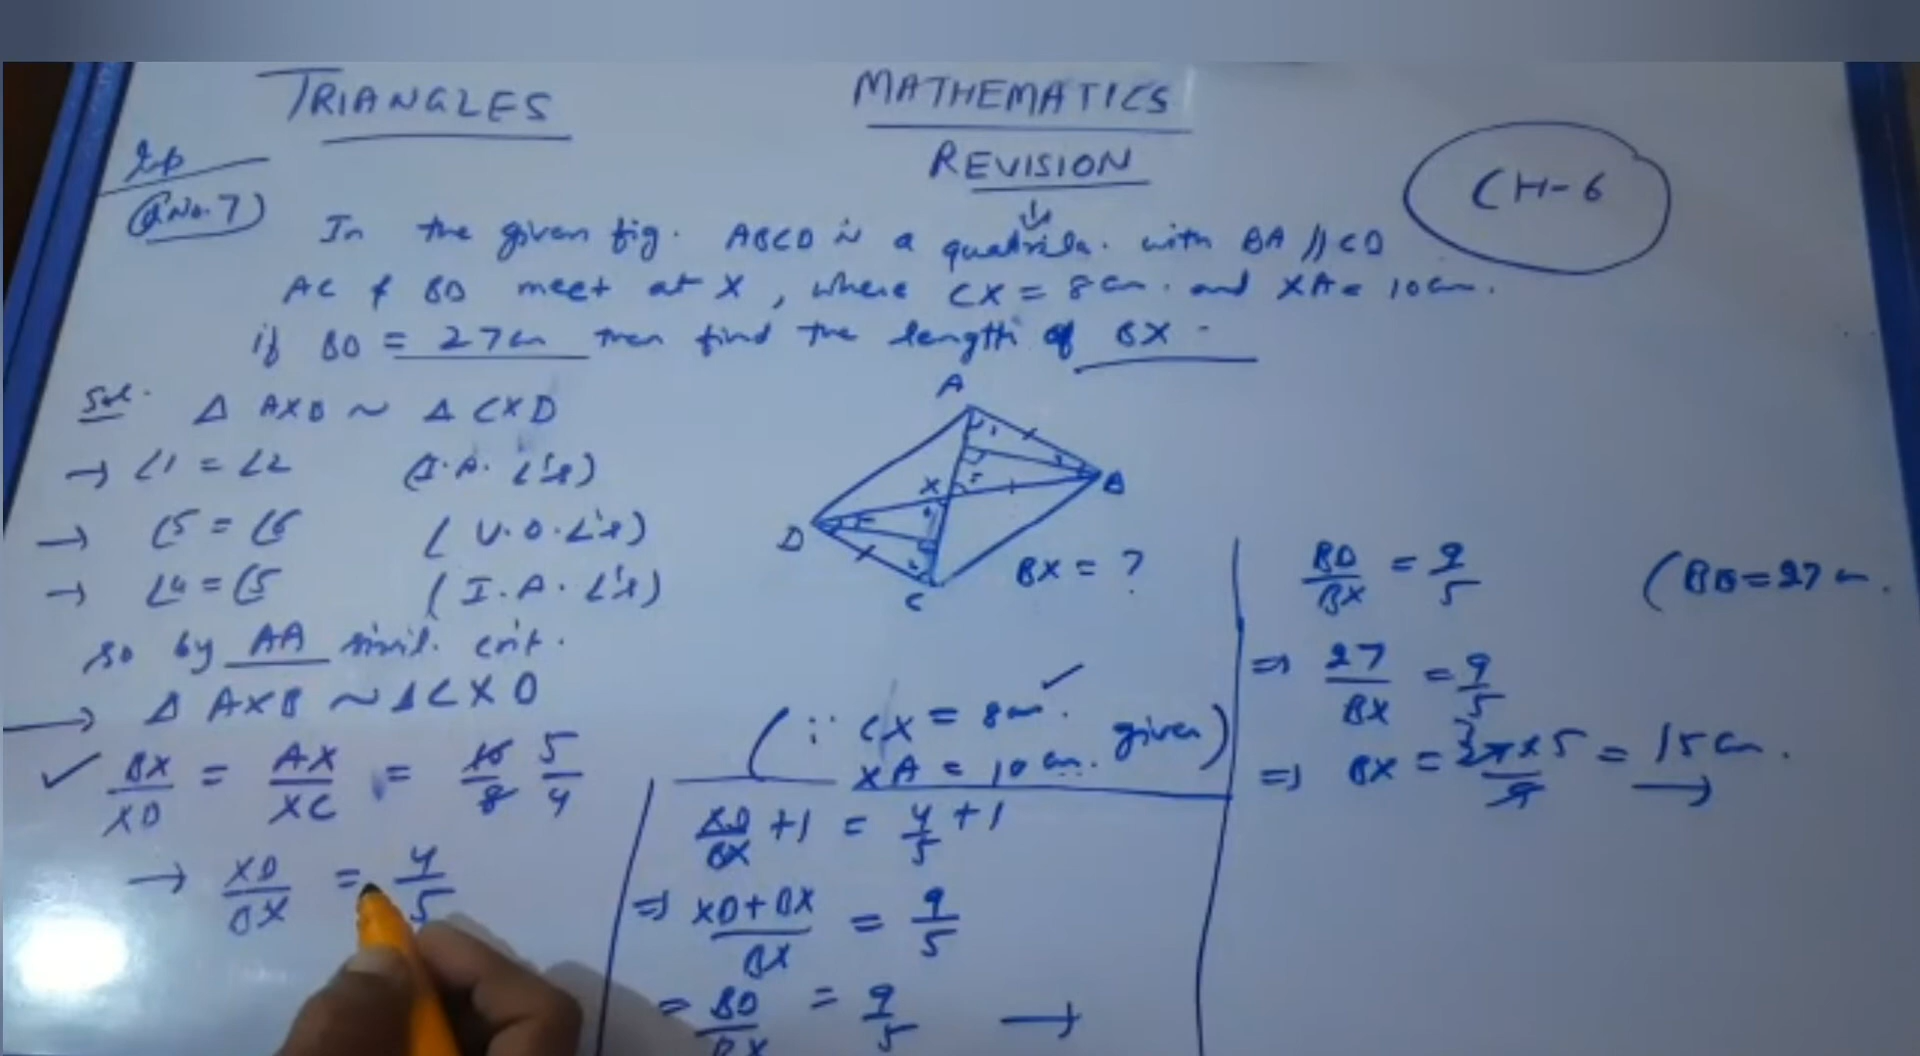 TRIANGLES
MATHEMATICS
REVISION
CH-6
Q No. 7)
In the given fig. ABCD is a quadrila. with BA // CD
AC & BD meet at X, where CX = 8cm. and XA = 10cm.
if BD = 27cm then find the length of BX -
Sol. Δ AXB ~ Δ CXD
→ ∠1 = ∠2 (I.A. ∠'s)
→ ∠5 = ∠6 (V.O. ∠'s)
→ ∠4 = ∠5 (I.A. ∠'s)
so by AA simil. crit.
→ Δ AXB ~ Δ CXD
✓ BX/XD = AX/XC = 10/8 5/4
→ XD/BX = 4/5
A
X
B
D
C
BX = ?
(∵ CX = 8cm. ✓
XA = 10cm. given)
XD/BX + 1 = 4/5 + 1
⇒ XD+BX/BX = 9/5
= BD/BX = 9/5 →
BD/BX = 9/5 (BD = 27cm.
⇒ 27/BX = 9/5
⇒ BX = 27×5/9 = 15cm.